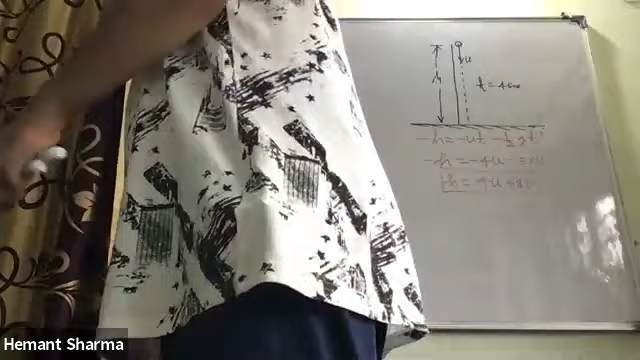 h
u
t = 4 sec
-h = -ut - ½gt²
-h = -4u - 80
h = 4u + 80
Hemant Sharma